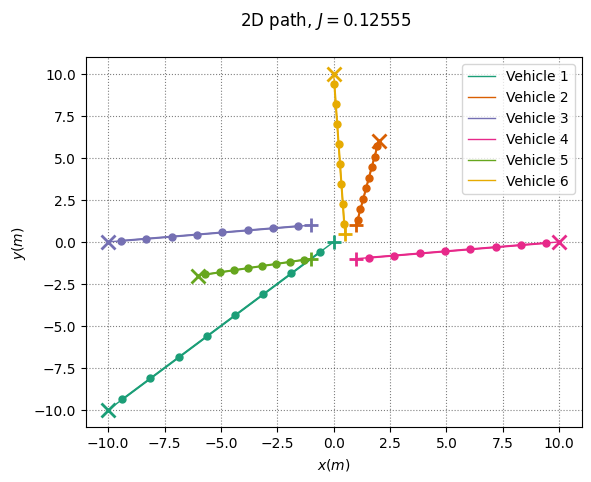 2D path, J = 0.12555
Vehicle 1
Vehicle 2
Vehicle 3
Vehicle 4
Vehicle 5
Vehicle 6
10.0
7.5
5.0
2.5
0.0
−2.5
−5.0
−7.5
−10.0
y(m)
−10.0 −7.5 −5.0 −2.5 0.0 2.5 5.0 7.5 10.0
x(m)